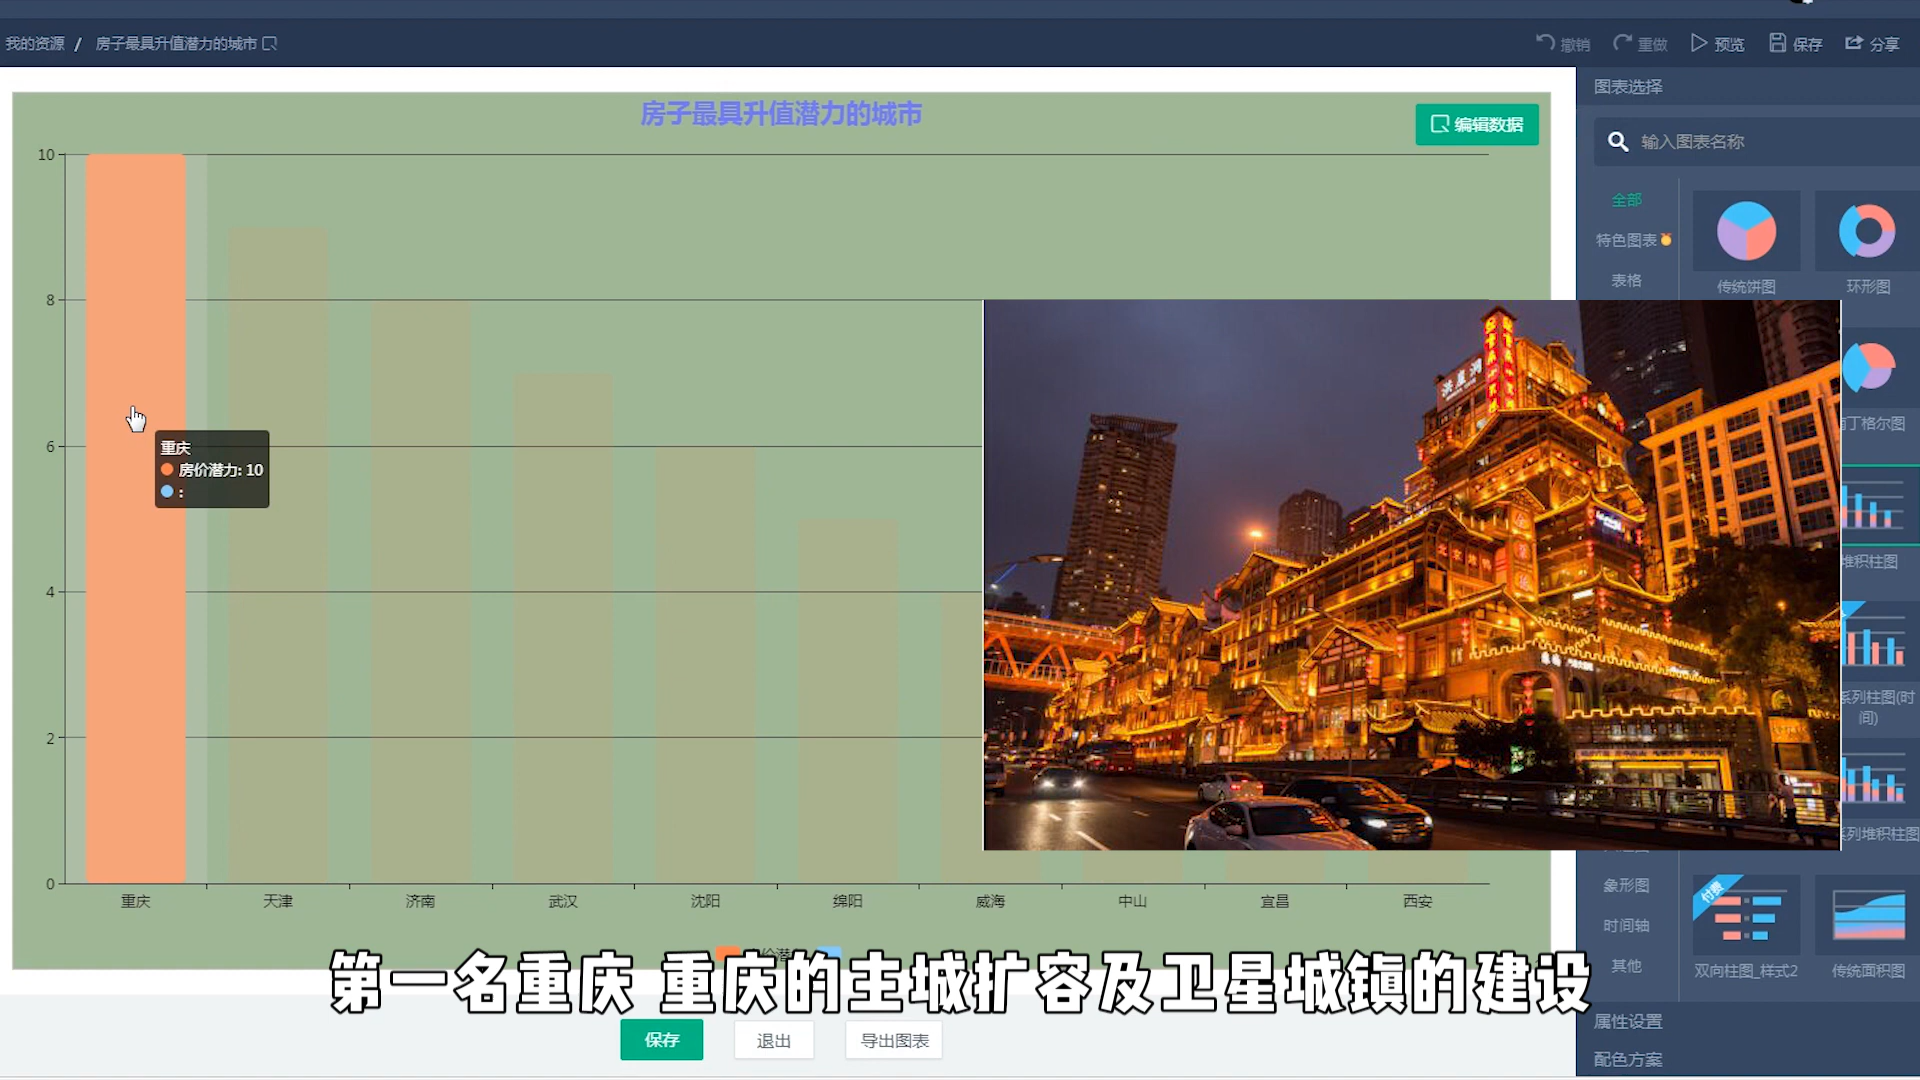 我的资源 / 房子最具升值潜力的城市
撤销
重做
预览
保存
分享
房子最具升值潜力的城市
编辑数据
10
8
6
4
2
0
重庆
房价潜力: 10
:
重庆
天津
济南
武汉
沈阳
绵阳
威海
中山
宜昌
西安
洪崖洞
第一名重庆 重庆的主城扩容及卫星城镇的建设
保存
退出
导出图表
图表选择
输入图表名称
全部
特色图表
表格
象形图
时间轴
其他
传统饼图
环形图
丁格尔图
堆积柱图
系列柱图(时
间)
系列堆积柱图
付费
双向柱图_样式2
传统面积图
属性设置
配色方案